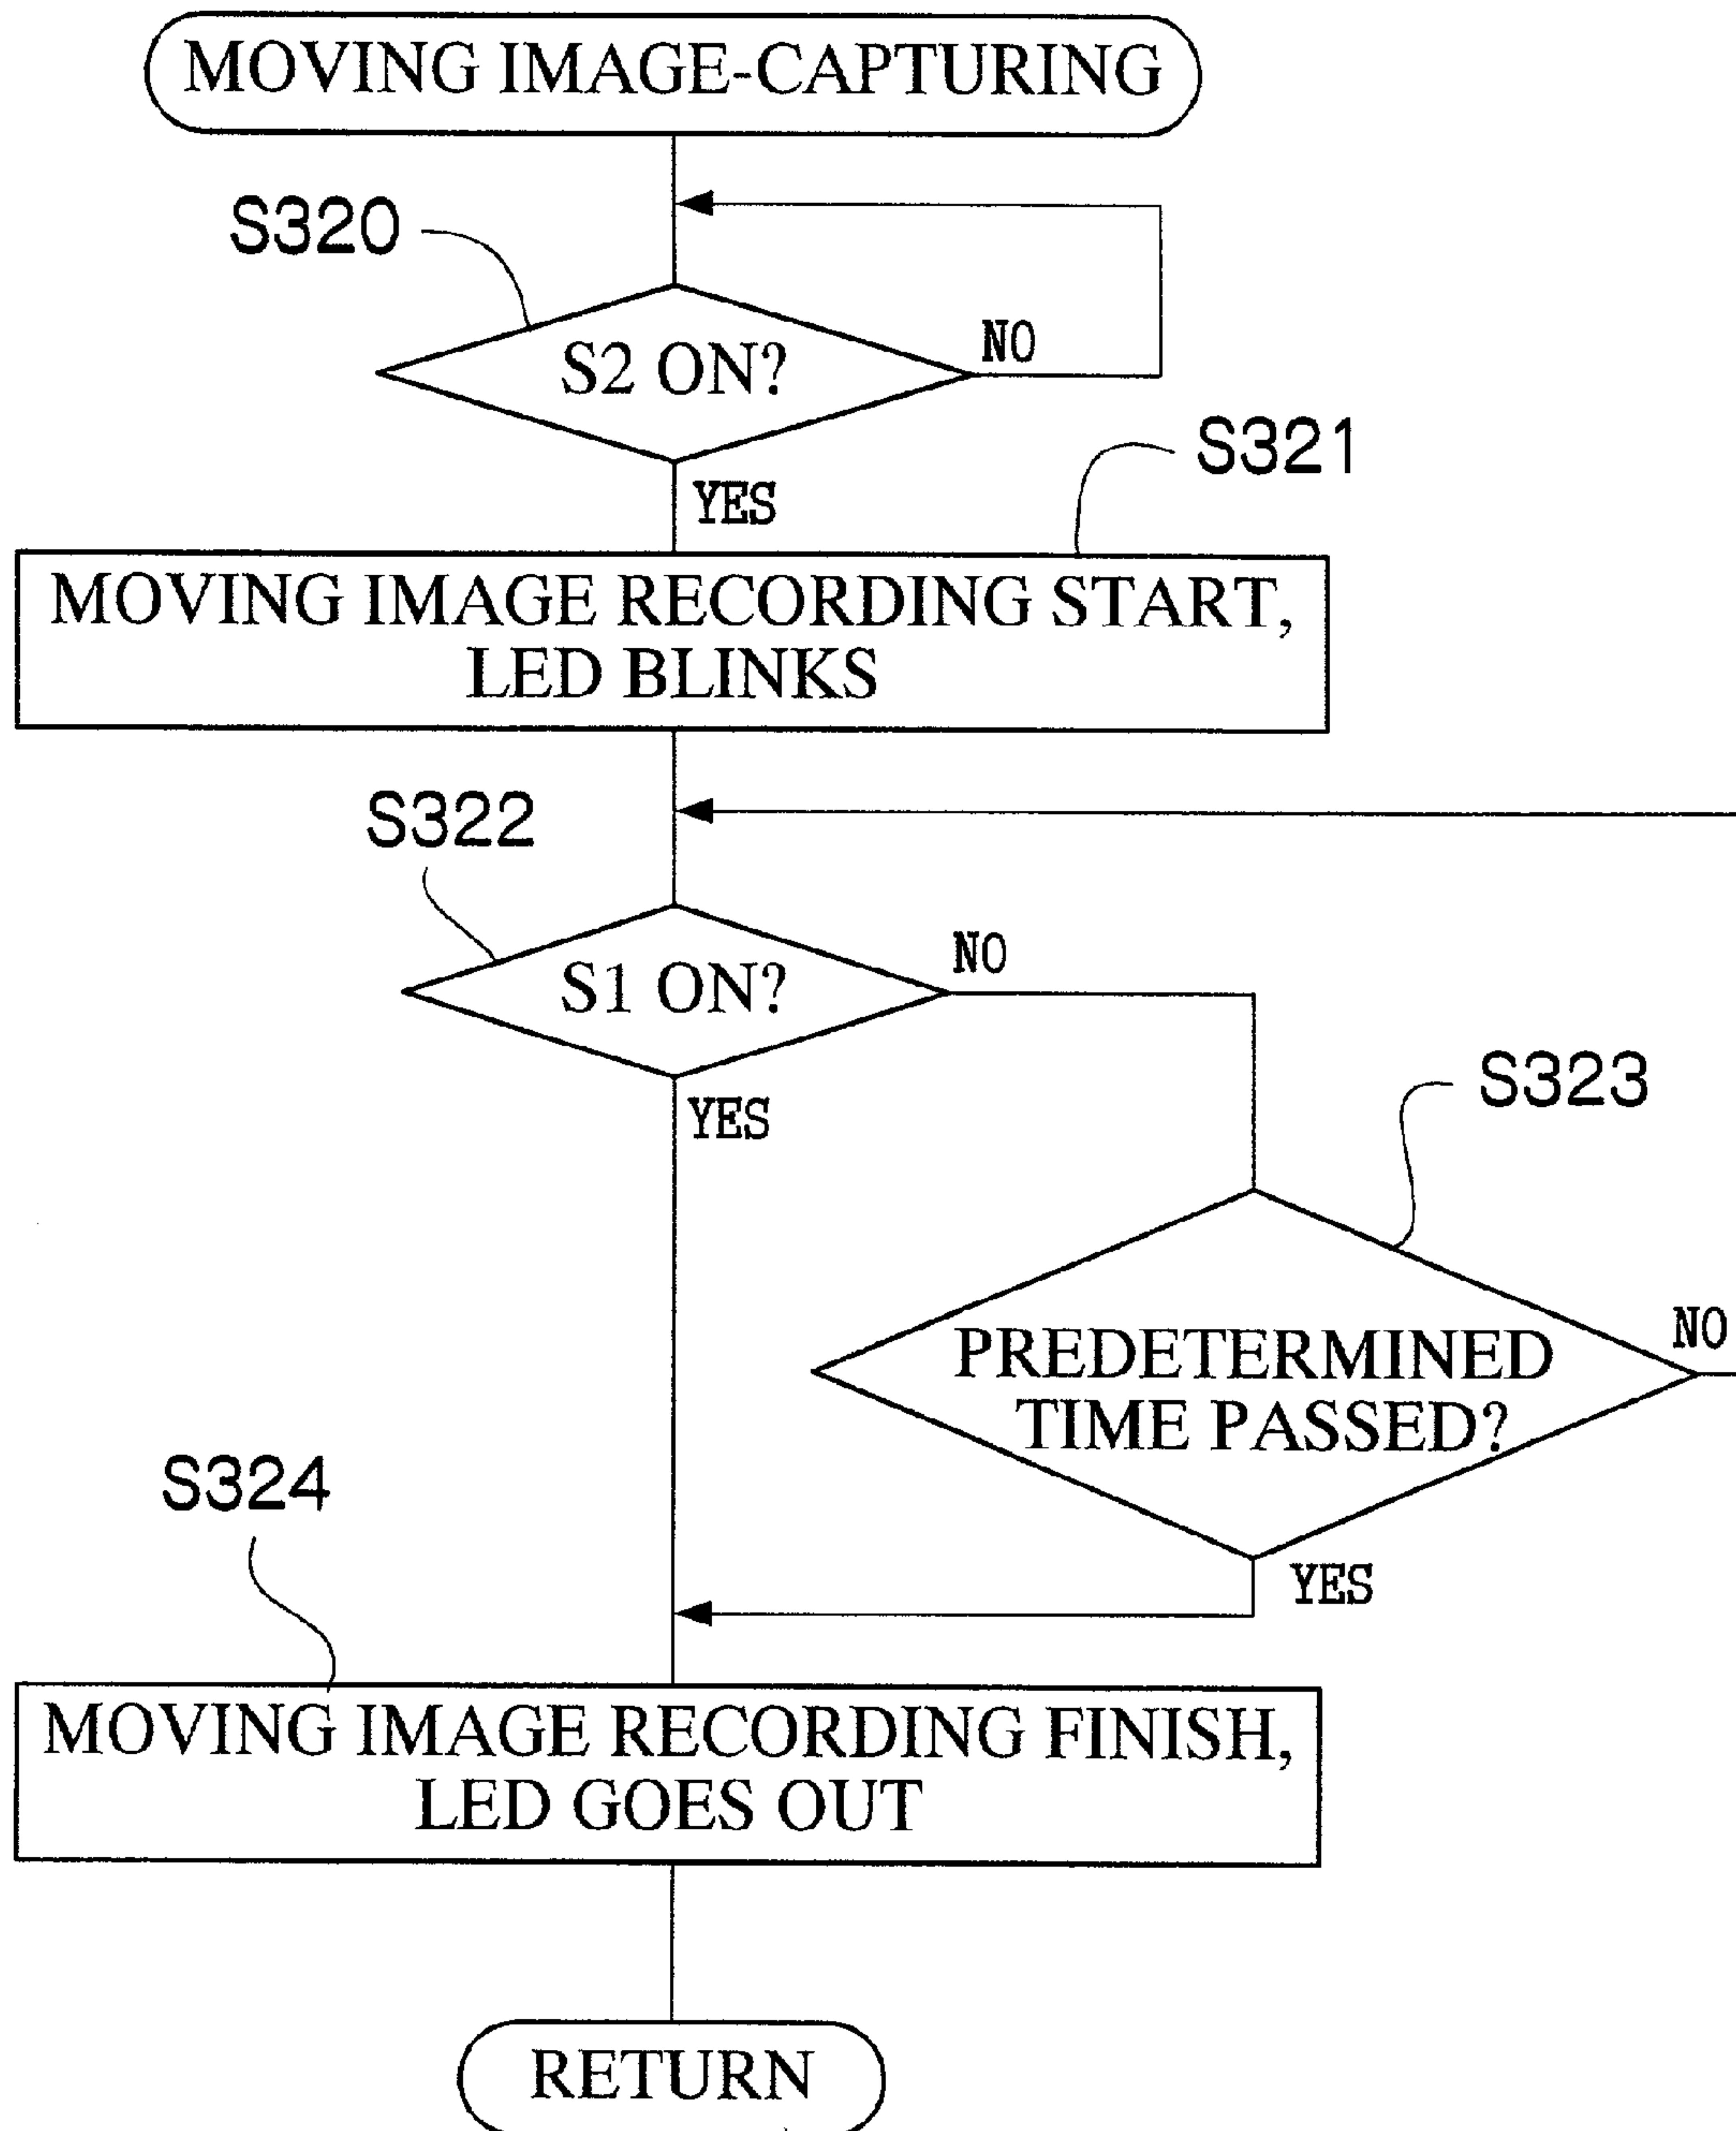 MOVING IMAGE-CAPTURING
S320
S2 ON?
NO
S321
YES
MOVING IMAGE RECORDING START,
LED BLINKS
S322
S1 ON?
NO
YES
S323
PREDETERMINED
TIME PASSED?
NO
YES
S324
MOVING IMAGE RECORDING FINISH,
LED GOES OUT
RETURN